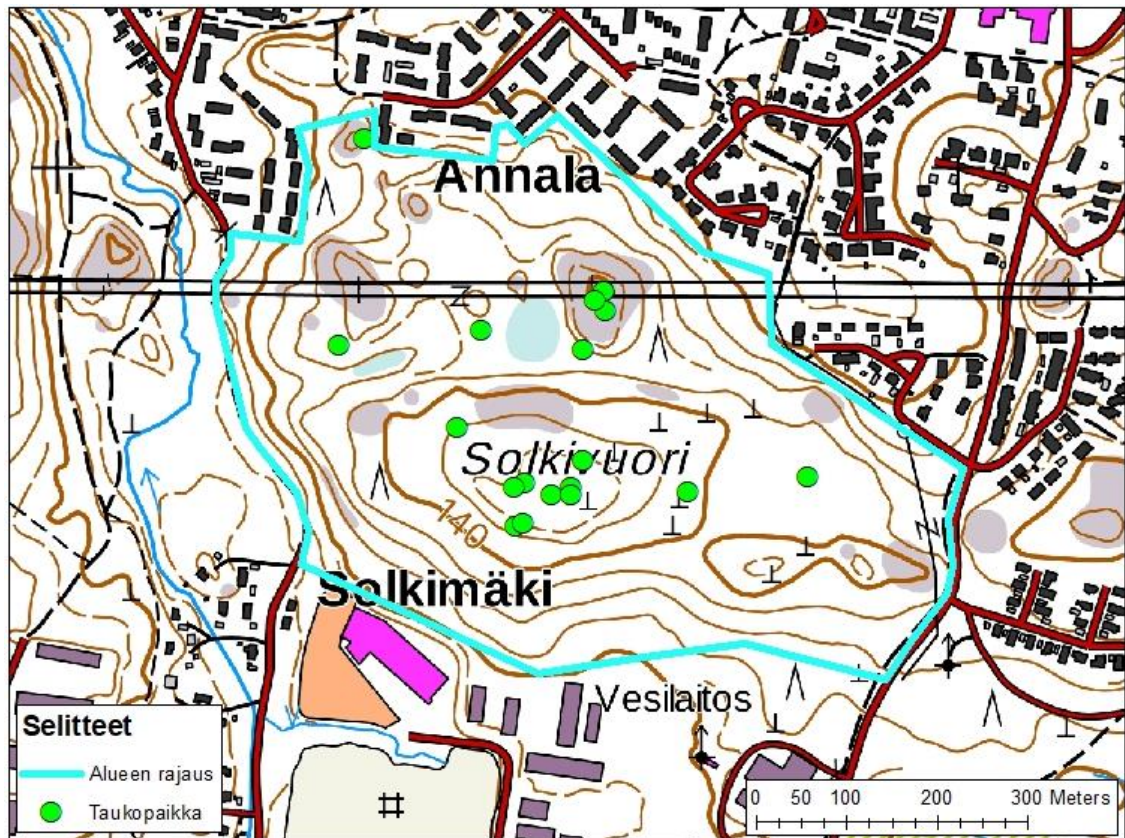 Annala
Solkivuori
140
Solkimäki
Vesilaitos
Selitteet
Alueen rajaus
Taukopaikka
0 50 100 200 300 Meters